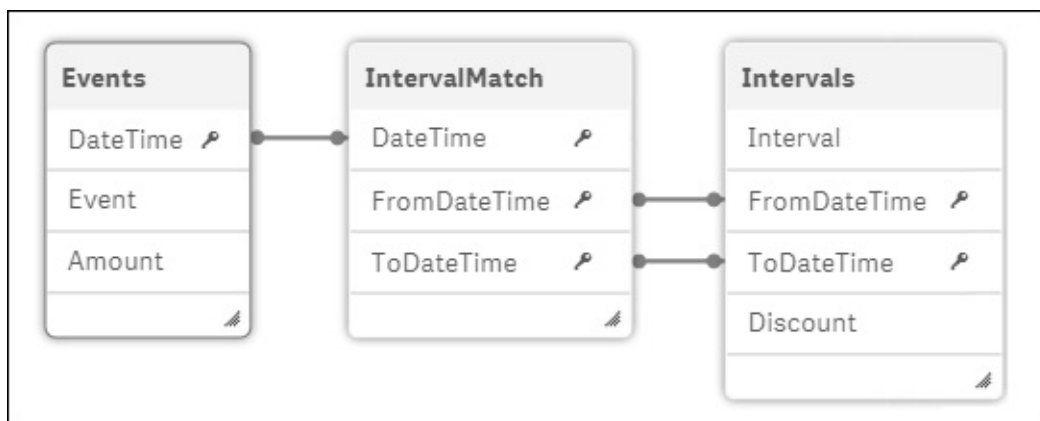 Events
DateTime
Event
Amount
IntervalMatch
DateTime
FromDateTime
ToDateTime
Intervals
Interval
FromDateTime
ToDateTime
Discount